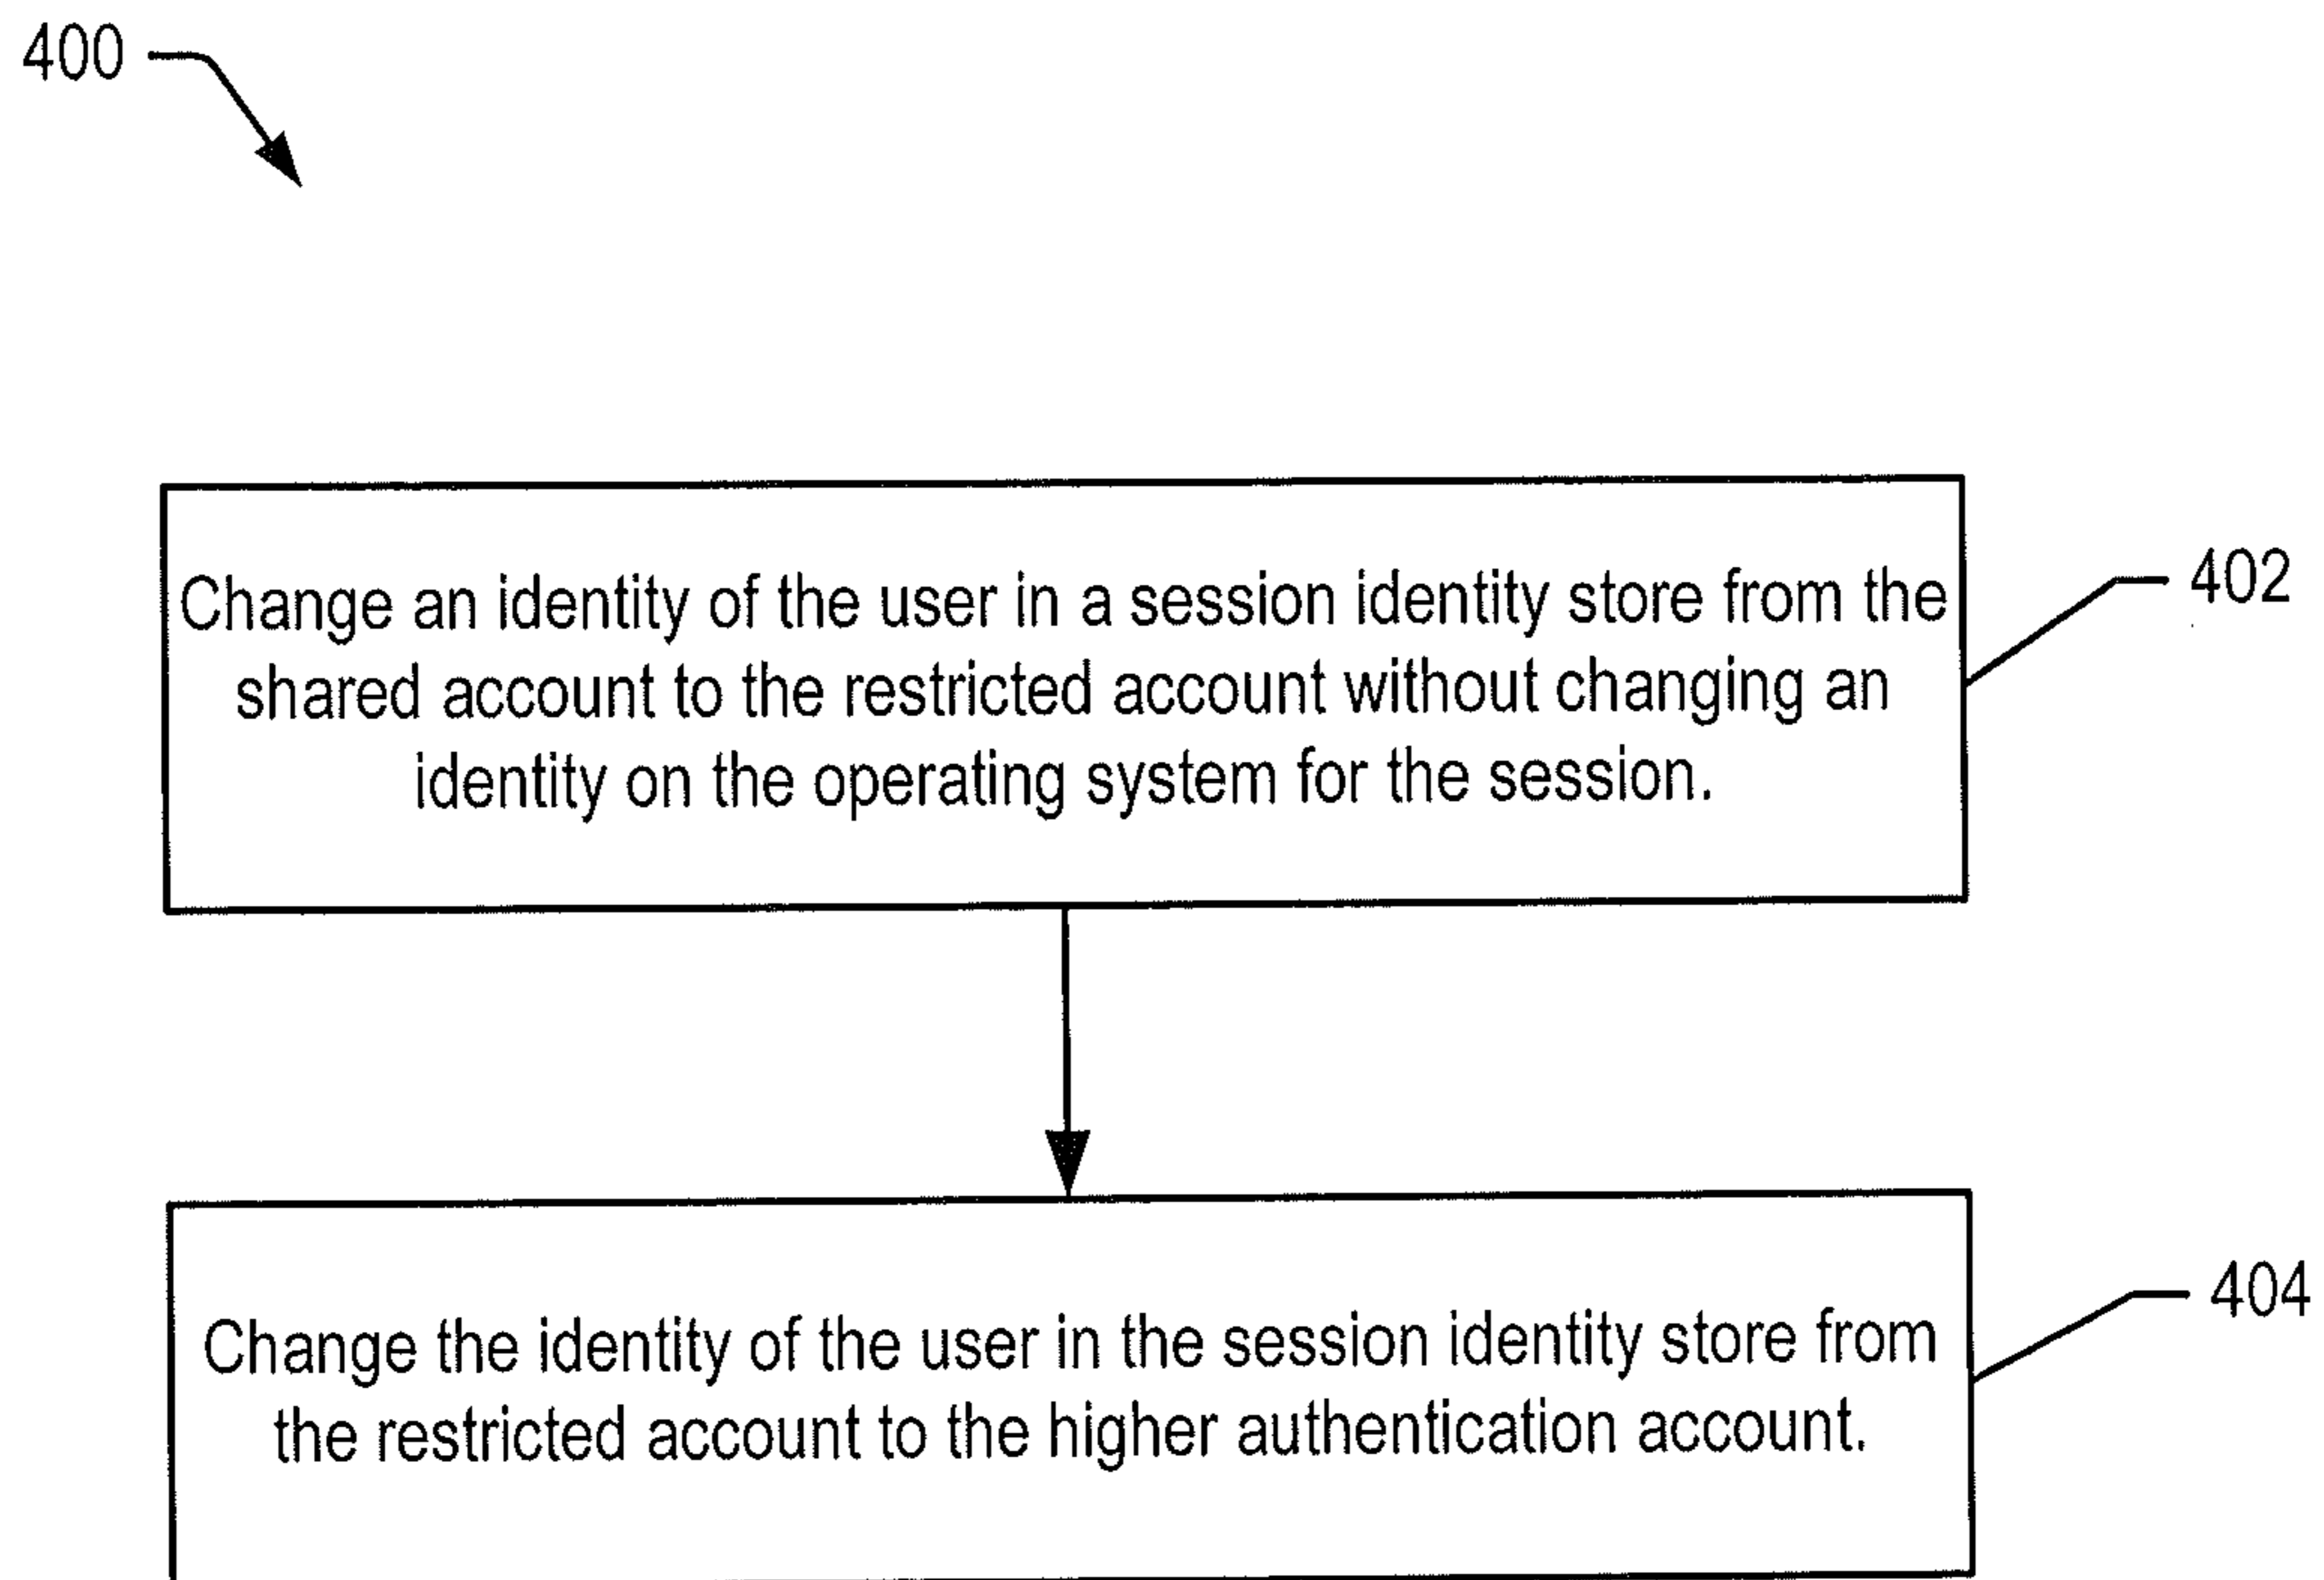 400
Change an identity of the user in a session identity store from the
shared account to the restricted account without changing an
identity on the operating system for the session.
402
Change the identity of the user in the session identity store from
the restricted account to the higher authentication account.
404